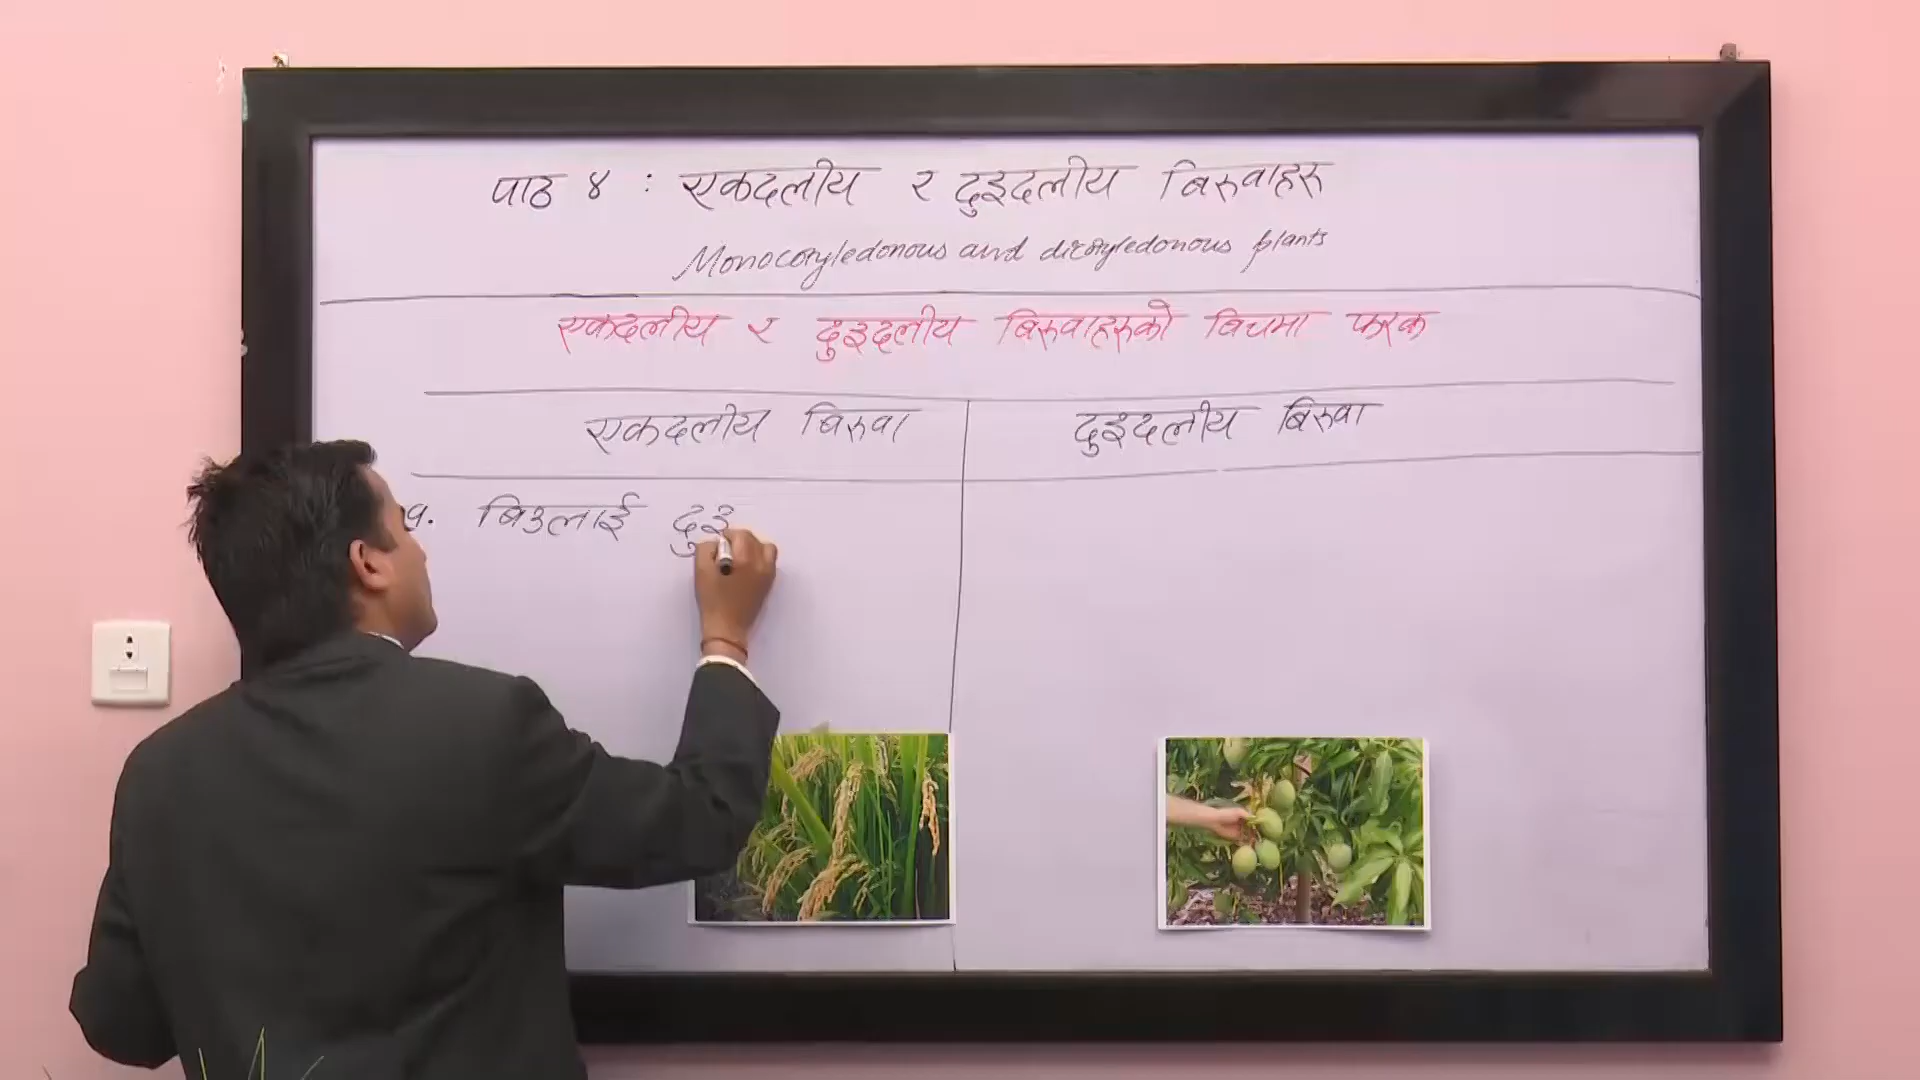 पाठ ४ : एकदलीय र दुइदलीय बिरुवाहरु
Monocotyledonous and dicotyledonous plants
एकदलीय र दुइदलीय बिरुवाहरुको बिचमा फरक
एकदलीय बिरुवा
दुइदलीय बिरुवा
१. बिउलाई दुई